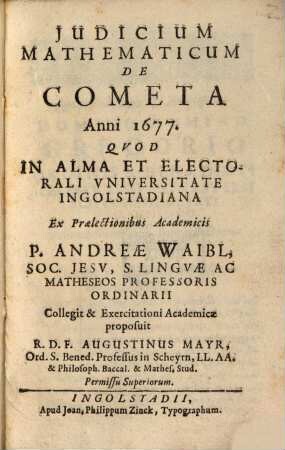 JUDICIUM
MATHEMATICUM
DE
COMETA
Anni 1677.
QVOD
IN ALMA ET ELECTO-
RALI VNIVERSITATE
INGOLSTADIANA
Ex Prælectionibus Academicis
P. ANDREÆ WAIBL,
SOC. JESV, S. LINGVÆ AC
MATHESEOS PROFESSORIS
ORDINARII
Collegit & Exercitationi Academicæ
proposuit
R. D. F. AUGUSTINUS MAYR,
Ord. S. Bened. Professus in Scheyrn, LL. AA.
& Philosoph. Baccal. & Mathes. Stud.
Permissu Superiorum.
INGOLSTADII,
Apud Joan. Philippum Zinck, Typographum.